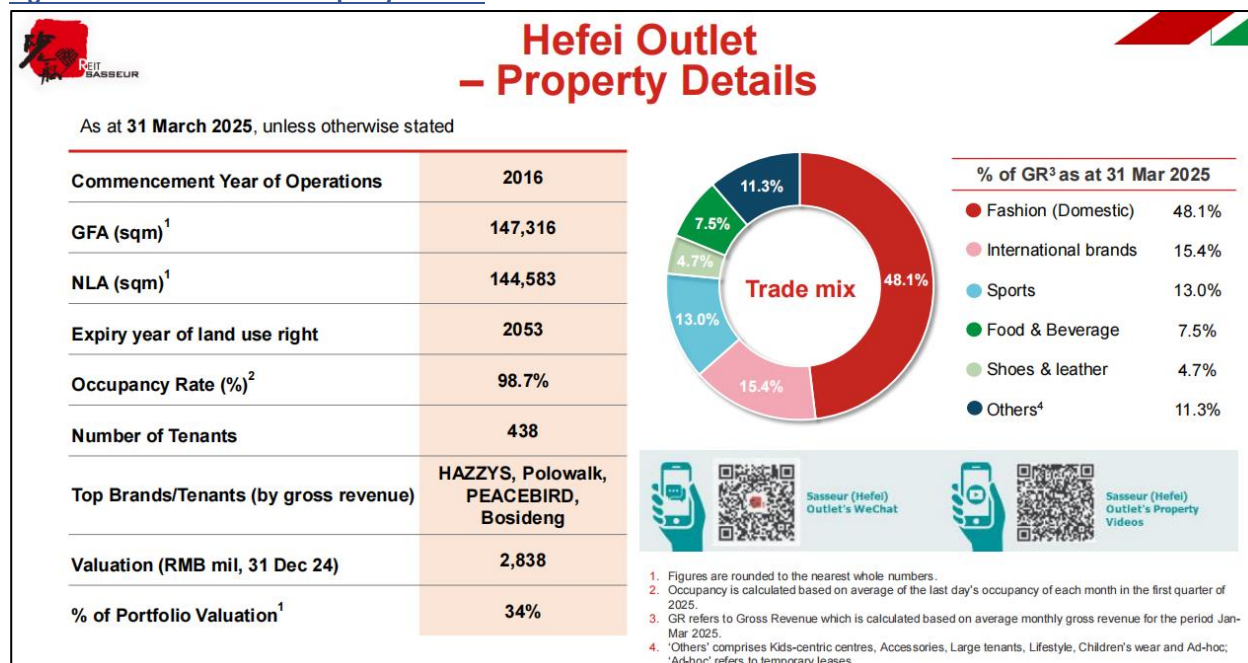 REIT
SASSEUR
Hefei Outlet
– Property Details
As at 31 March 2025, unless otherwise stated
Commencement Year of Operations 2016
GFA (sqm)1 147,316
NLA (sqm)1 144,583
Expiry year of land use right 2053
Occupancy Rate (%)2 98.7%
Number of Tenants 438
Top Brands/Tenants (by gross revenue) HAZZYS, Polowalk,
PEACEBIRD,
Bosideng
Valuation (RMB mil, 31 Dec 24) 2,838
% of Portfolio Valuation1 34%
11.3%
7.5%
4.7%
13.0%
15.4%
48.1%
Trade mix
% of GR3 as at 31 Mar 2025
Fashion (Domestic) 48.1%
International brands 15.4%
Sports 13.0%
Food & Beverage 7.5%
Shoes & leather 4.7%
Others4 11.3%
Sasseur (Hefei)
Outlet's WeChat
Sasseur (Hefei)
Outlet's Property
Videos
1. Figures are rounded to the nearest whole numbers.
2. Occupancy is calculated based on average of the last day's occupancy of each month in the first quarter of
2025.
3. GR refers to Gross Revenue which is calculated based on average monthly gross revenue for the period Jan-
Mar 2025.
4. 'Others' comprises Kids-centric centres, Accessories, Large tenants, Lifestyle, Children's wear and Ad-hoc;
'Ad-hoc' refers to temporary leases